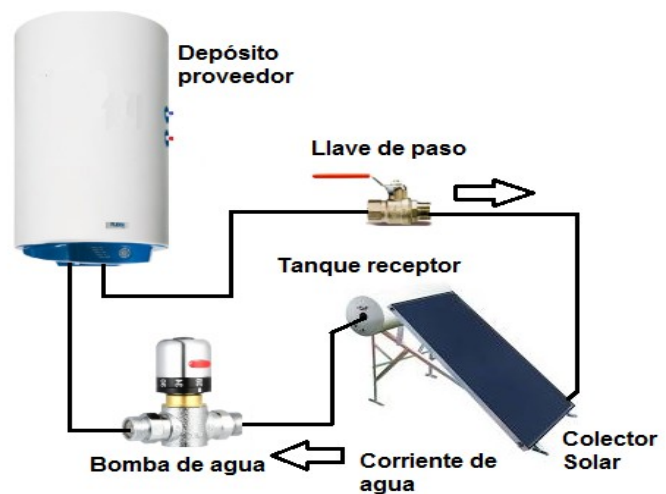 Depósito
proveedor
Llave de paso
Tanque receptor
Bomba de agua
Corriente de
agua
Colector
Solar